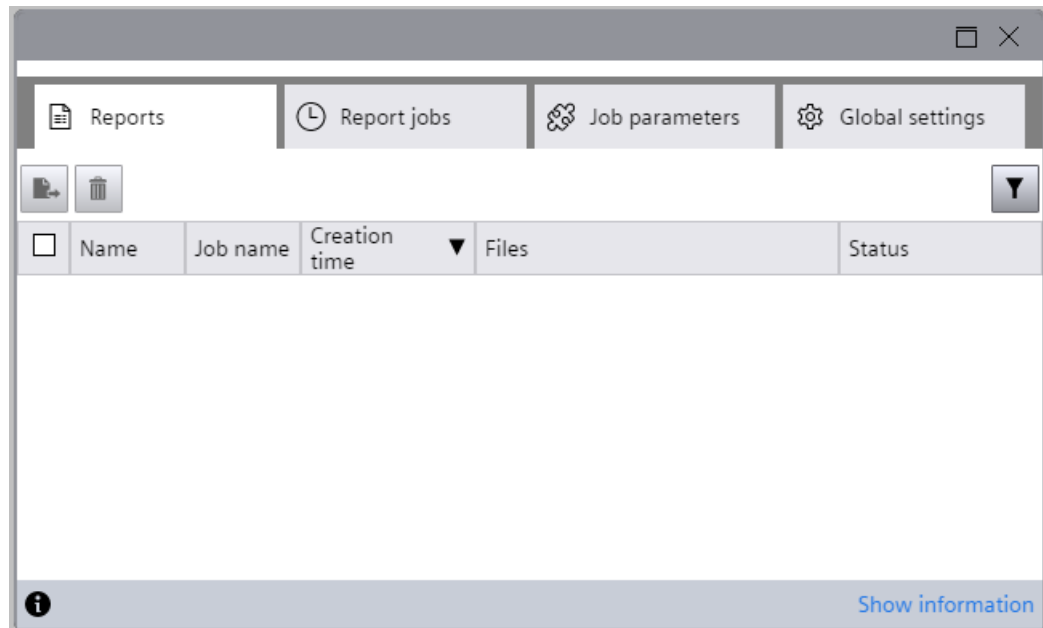 Reports
Report jobs
Job parameters
Global settings
Name
Job name
Creation
time
Files
Status
Show information